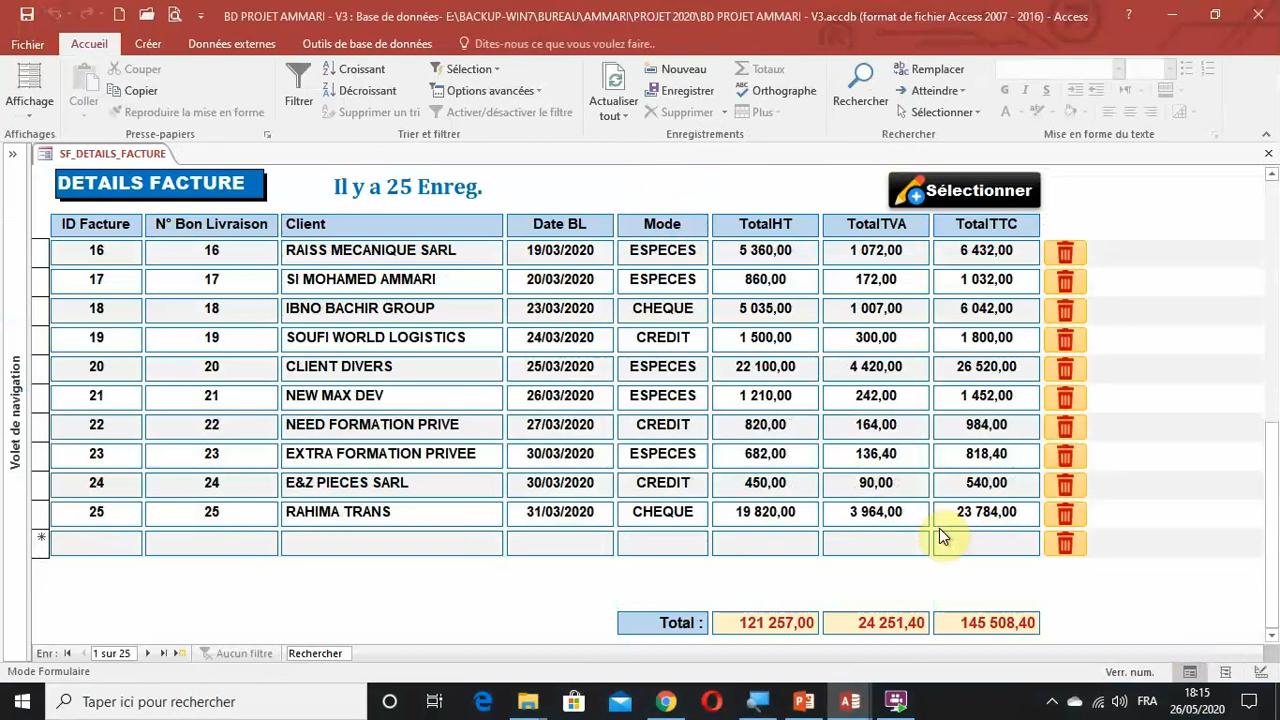 BD PROJET AMMARI - V3 : Base de données- E:\BACKUP-WIN7\BUREAU\AMMARI\PROJET 2020\BD PROJET AMMARI - V3.accdb (format de fichier Access 2007 - 2016) - Access
Fichier Accueil Créer Données externes Outils de base de données Dites-nous ce que vous voulez faire..
Affichage Coller Couper Copier Reproduire la mise en forme
Filtrer Croissant Décroissant Supprimer un tri Sélection Options avancées Activer/désactiver le filtre
Actualiser tout Nouveau Enregistrer Supprimer Totaux Orthographe Plus
Rechercher Remplacer Atteindre Sélectionner
G I S
Affichages Presse-papiers Trier et filtrer Enregistrements Rechercher Mise en forme du texte
SF_DETAILS_FACTURE
Volet de navigation
DETAILS FACTURE Il y a 25 Enreg. Sélectionner
ID Facture N° Bon Livraison Client Date BL Mode TotalHT TotalTVA TotalTTC
16 16 RAISS MECANIQUE SARL 19/03/2020 ESPECES 5 360,00 1 072,00 6 432,00
17 17 SI MOHAMED AMMARI 20/03/2020 ESPECES 860,00 172,00 1 032,00
18 18 IBNO BACHIR GROUP 23/03/2020 CHEQUE 5 035,00 1 007,00 6 042,00
19 19 SOUFI WORLD LOGISTICS 24/03/2020 CREDIT 1 500,00 300,00 1 800,00
20 20 CLIENT DIVERS 25/03/2020 ESPECES 22 100,00 4 420,00 26 520,00
21 21 NEW MAX DEV 26/03/2020 ESPECES 1 210,00 242,00 1 452,00
22 22 NEED FORMATION PRIVE 27/03/2020 CREDIT 820,00 164,00 984,00
23 23 EXTRA FORMATION PRIVEE 30/03/2020 ESPECES 682,00 136,40 818,40
24 24 E&Z PIECES SARL 30/03/2020 CREDIT 450,00 90,00 540,00
25 25 RAHIMA TRANS 31/03/2020 CHEQUE 19 820,00 3 964,00 23 784,00
Total : 121 257,00 24 251,40 145 508,40
Enr : 1 sur 25 Aucun filtre Rechercher
Mode Formulaire Verr. num.
Taper ici pour rechercher FRA 18:15
26/05/2020